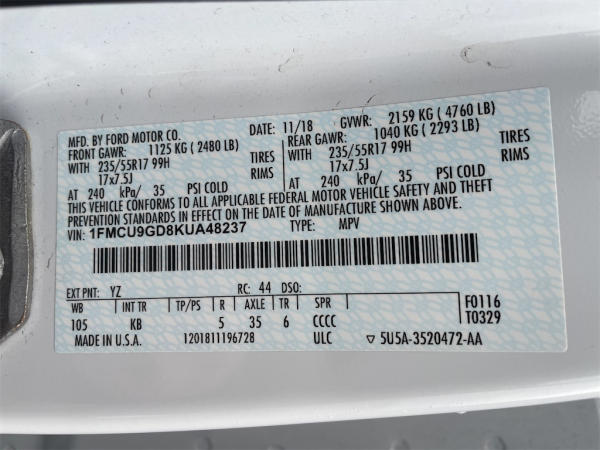 MFD. BY FORD MOTOR CO. DATE: 11/18 GVWR: 2159 KG ( 4760 LB)
FRONT GAWR: 1125 KG ( 2480 LB) REAR GAWR: 1040 KG ( 2293 LB)
WITH 235/55R17 99H TIRES WITH 235/55R17 99H TIRES
17x7.5J RIMS 17x7.5J RIMS
AT 240 kPa/ 35 PSI COLD AT 240 kPa/ 35 PSI COLD
THIS VEHICLE CONFORMS TO ALL APPLICABLE FEDERAL MOTOR VEHICLE SAFETY AND THEFT
PREVENTION STANDARDS IN EFFECT ON THE DATE OF MANUFACTURE SHOWN ABOVE.
VIN: 1FMCU9GD8KUA48237 TYPE: MPV
EXT PNT: YZ RC: 44 DSO: F0116
WB INT TR TP/PS R AXLE TR SPR T0329
105 KB 5 35 6 CCCC
MADE IN U.S.A. 1201811196728 ULC 5U5A-3520472-AA